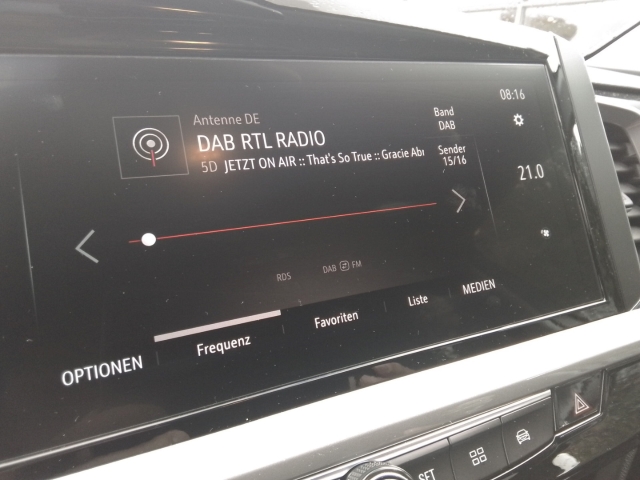 08:16
Antenne DE
Band
DAB
DAB RTL RADIO
5D JETZT ON AIR :: That's So True :: Gracie Abr
Sender
15/16
21.0
RDS DAB FM
OPTIONEN Frequenz Favoriten Liste MEDIEN
SET